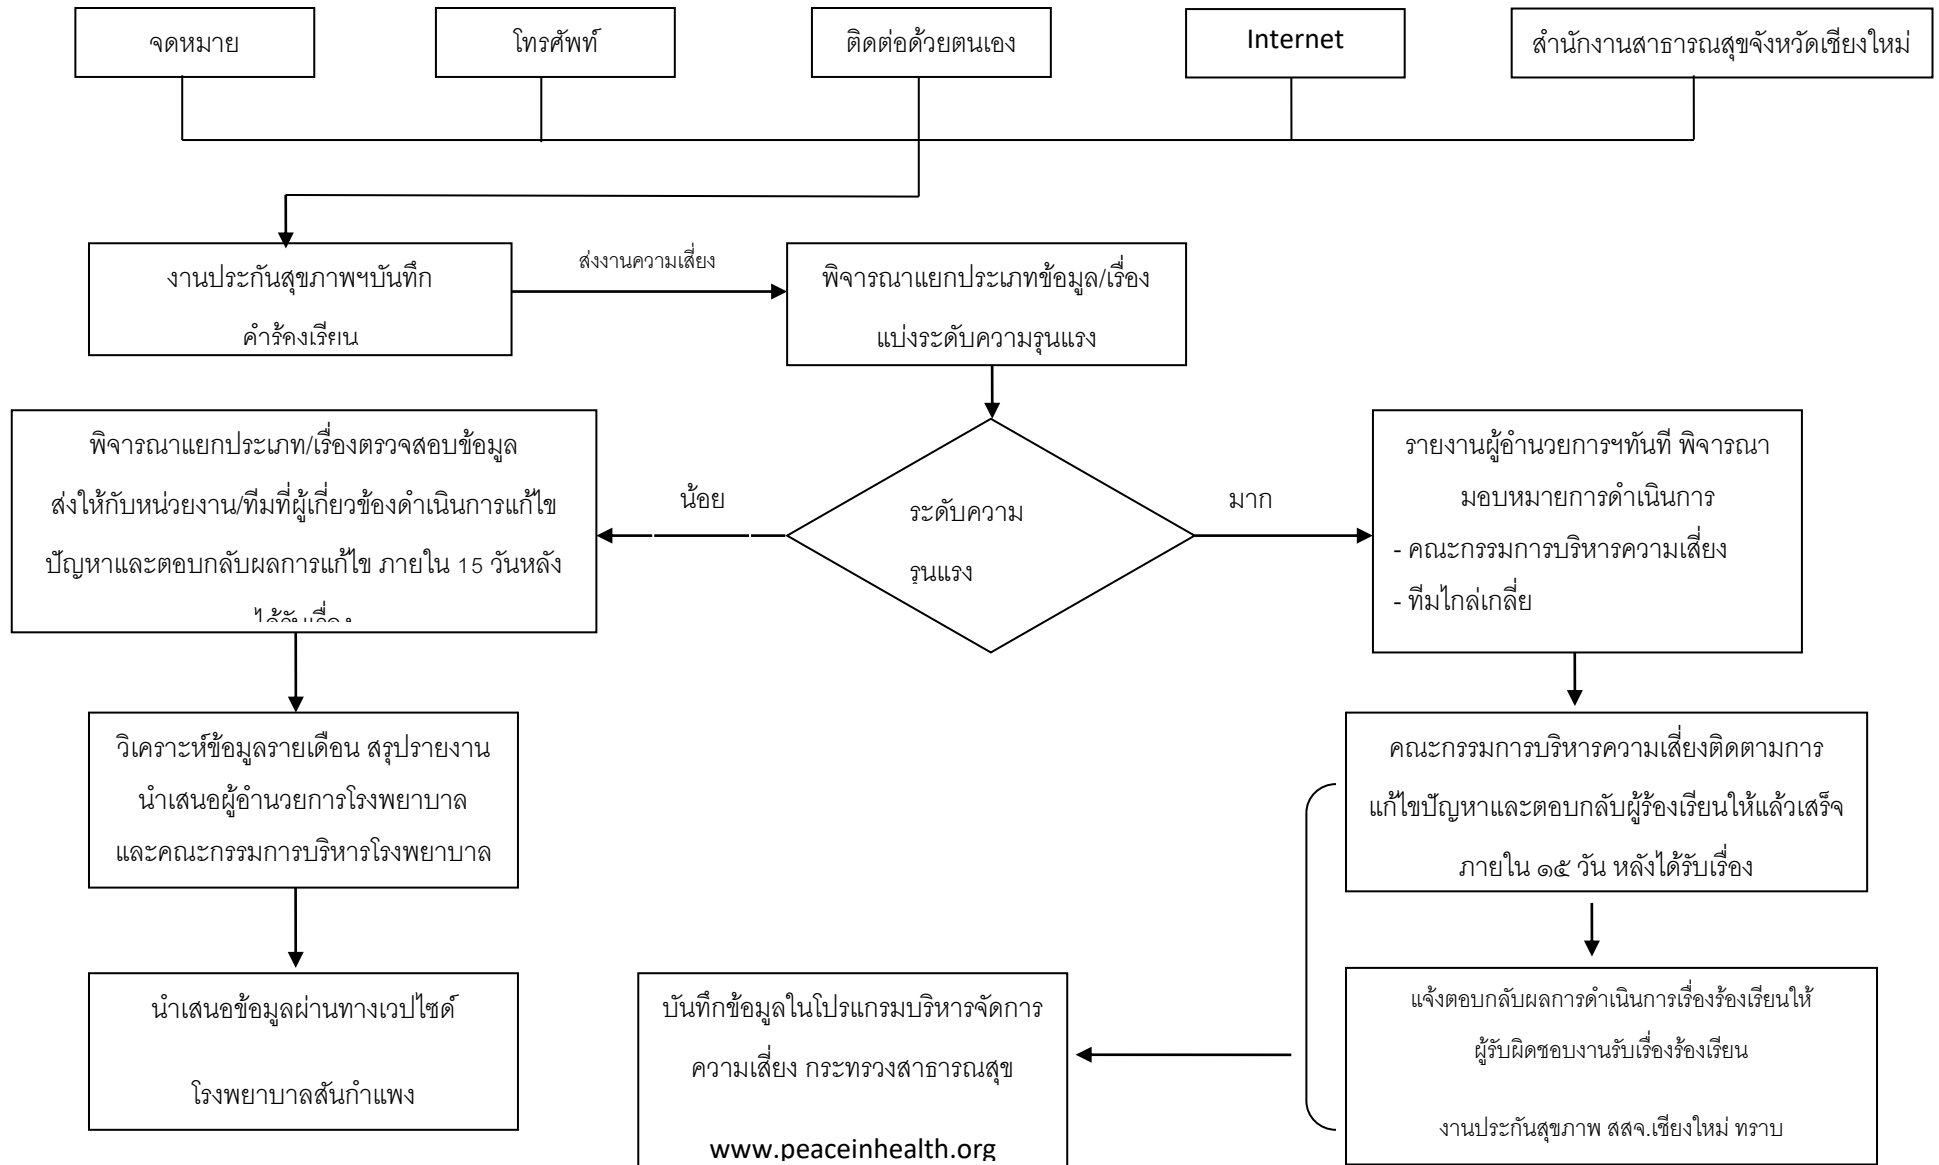 จดหมาย
โทรศัพท์
ติดต่อด้วยตนเอง
Internet
สำนักงานสาธารณสุขจังหวัดเชียงใหม่
งานประกันสุขภาพฯบันทึก
คำร้องเรียน
ส่งงานความเสี่ยง
พิจารณาแยกประเภทข้อมูล/เรื่อง
แบ่งระดับความรุนแรง
พิจารณาแยกประเภท/เรื่องตรวจสอบข้อมูล
ส่งให้กับหน่วยงาน/ทีมที่ผู้เกี่ยวข้องดำเนินการแก้ไข
ปัญหาและตอบกลับผลการแก้ไข ภายใน 15 วันหลัง
น้อย
ระดับความ
รุนแรง
มาก
รายงานผู้อำนวยการฯทันที พิจารณา
มอบหมายการดำเนินการ
- คณะกรรมการบริหารความเสี่ยง
- ทีมไกล่เกลี่ย
วิเคราะห์ข้อมูลรายเดือน สรุปรายงาน
นำเสนอผู้อำนวยการโรงพยาบาล
และคณะกรรมการบริหารโรงพยาบาล
คณะกรรมการบริหารความเสี่ยงติดตามการ
แก้ไขปัญหาและตอบกลับผู้ร้องเรียนให้แล้วเสร็จ
ภายใน ๑๕ วัน หลังได้รับเรื่อง
นำเสนอข้อมูลผ่านทางเวปไซด์
โรงพยาบาลสันกำแพง
บันทึกข้อมูลในโปรแกรมบริหารจัดการ
ความเสี่ยง กระทรวงสาธารณสุข
www.peaceinhealth.org
แจ้งตอบกลับผลการดำเนินการเรื่องร้องเรียนให้
ผู้รับผิดชอบงานรับเรื่องร้องเรียน
งานประกันสุขภาพ สสจ.เชียงใหม่ ทราบ